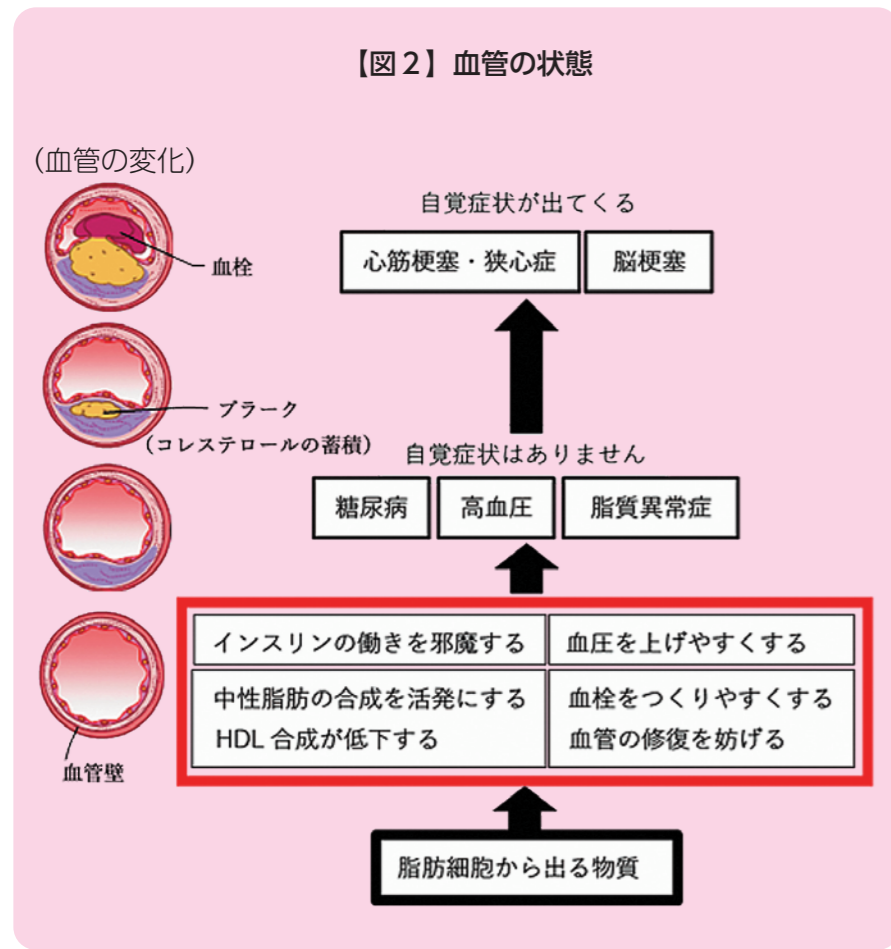 【図2】血管の状態
(血管の変化)
自覚症状が出てくる
心筋梗塞・狭心症
脳梗塞
血栓
プラーク
(コレステロールの蓄積)
自覚症状はありません
糖尿病
高血圧
脂質異常症
インスリンの働きを邪魔する
血圧を上げやすくする
中性脂肪の合成を活発にする
HDL 合成が低下する
血栓をつくりやすくする
血管の修復を妨げる
血管壁
脂肪細胞から出る物質